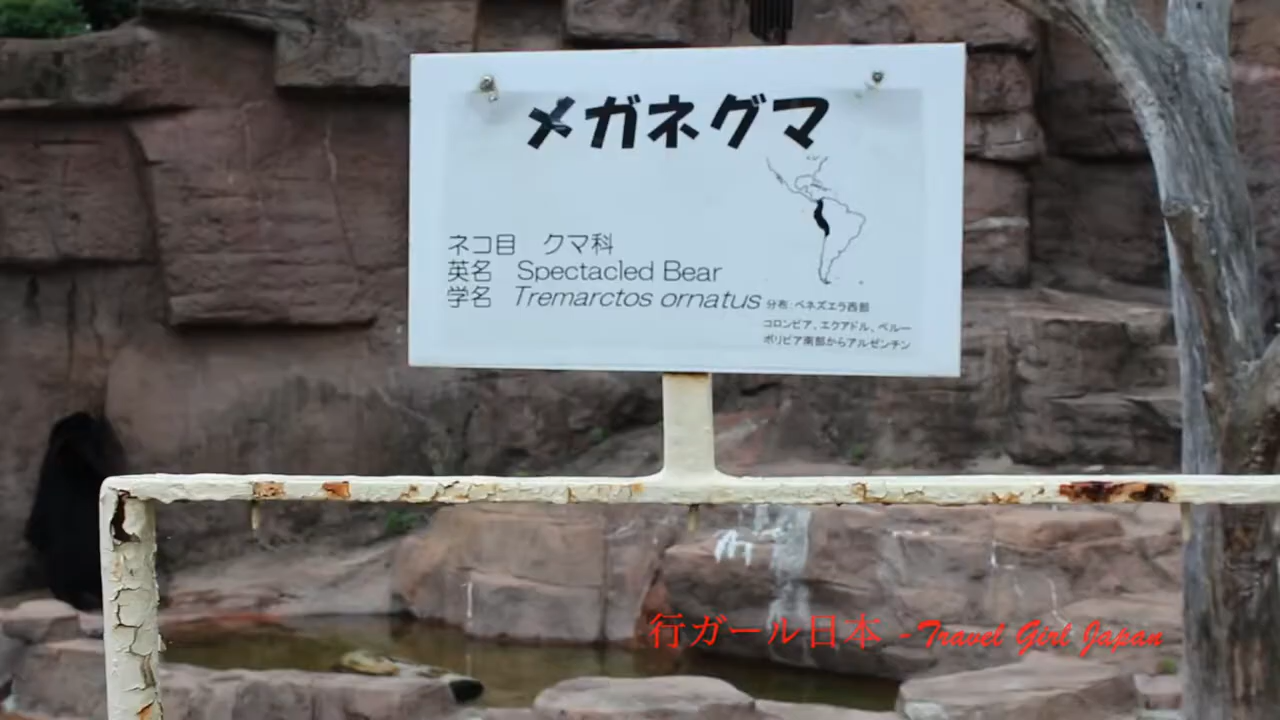 メガネグマ
ネコ目　クマ科
英名　Spectacled Bear
学名　Tremarctos ornatus
分布：ベネズエラ西部
コロンビア、エクアドル、ペルー
ボリビア南部からアルゼンチン
行ガール日本 - Travel Girl Japan